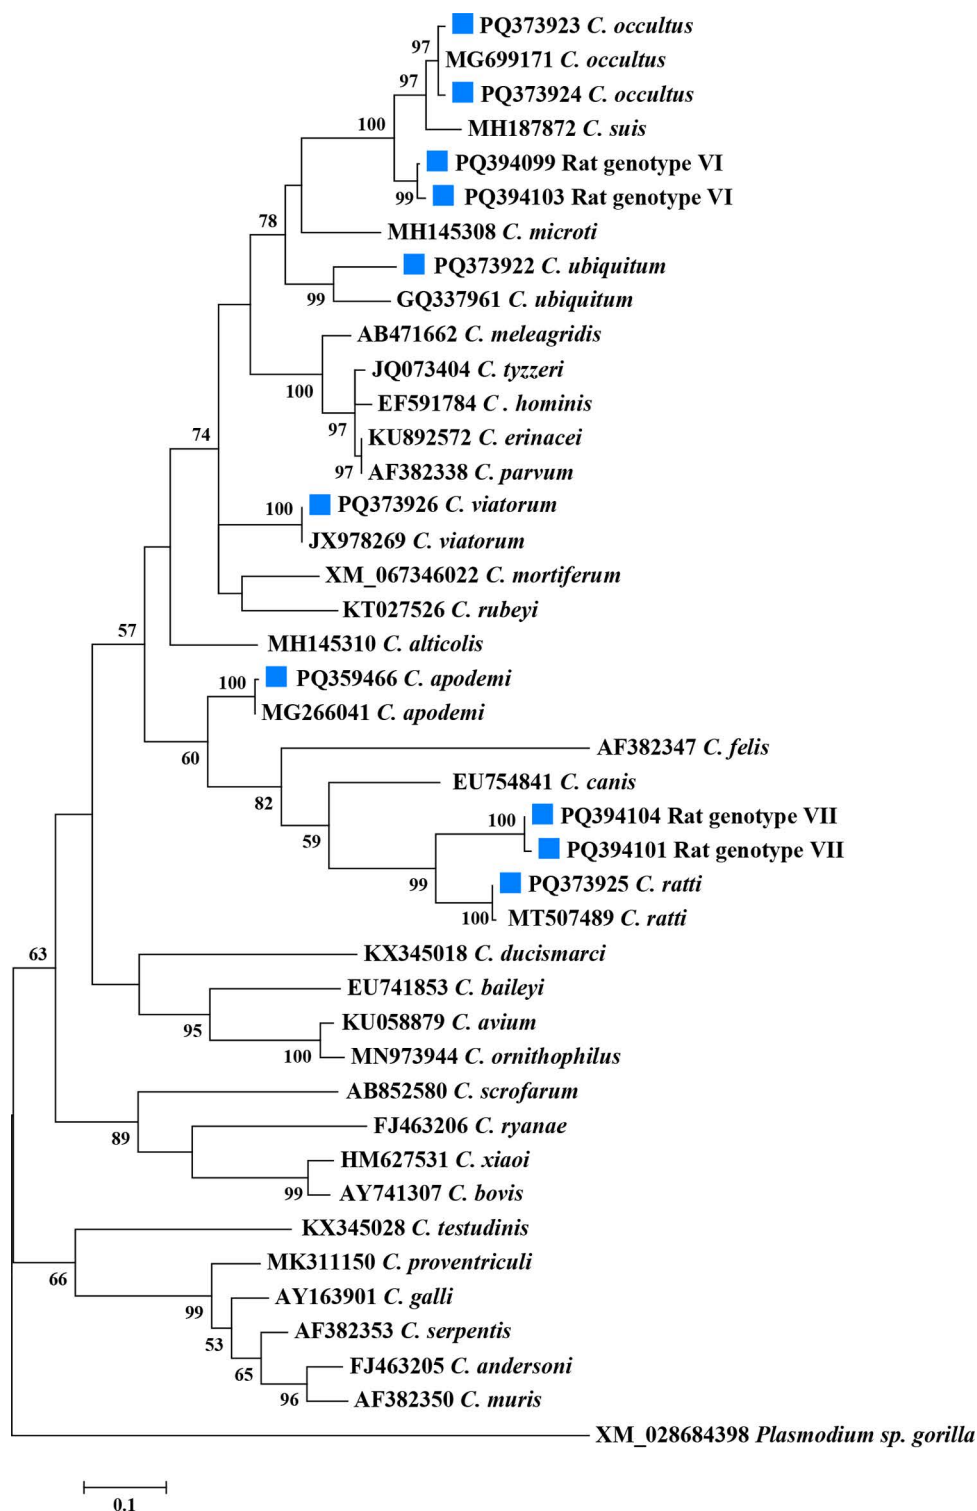 PQ373923 C. occultus
97
MG699171 C. occultus
97
PQ373924 C. occultus
100
MH187872 C. suis
PQ394099 Rat genotype VI
99
PQ394103 Rat genotype VI
78
MH145308 C. microti
PQ373922 C. ubiquitum
99
GQ337961 C. ubiquitum
AB471662 C. meleagridis
JQ073404 C. tyzzeri
100
EF591784 C . hominis
97
KU892572 C. erinacei
74
97
AF382338 C. parvum
100
PQ373926 C. viatorum
JX978269 C. viatorum
XM_067346022 C. mortiferum
KT027526 C. rubeyi
57
MH145310 C. alticolis
100
PQ359466 C. apodemi
MG266041 C. apodemi
60
AF382347 C. felis
EU754841 C. canis
82
100
PQ394104 Rat genotype VII
59
PQ394101 Rat genotype VII
99
PQ373925 C. ratti
100
MT507489 C. ratti
63
KX345018 C. ducismarci
EU741853 C. baileyi
95
KU058879 C. avium
100
MN973944 C. ornithophilus
AB852580 C. scrofarum
89
FJ463206 C. ryanae
HM627531 C. xiaoi
99
AY741307 C. bovis
KX345028 C. testudinis
66
MK311150 C. proventriculi
99
AY163901 C. galli
53
AF382353 C. serpentis
65
FJ463205 C. andersoni
96
AF382350 C. muris
XM_028684398 Plasmodium sp. gorilla
0.1